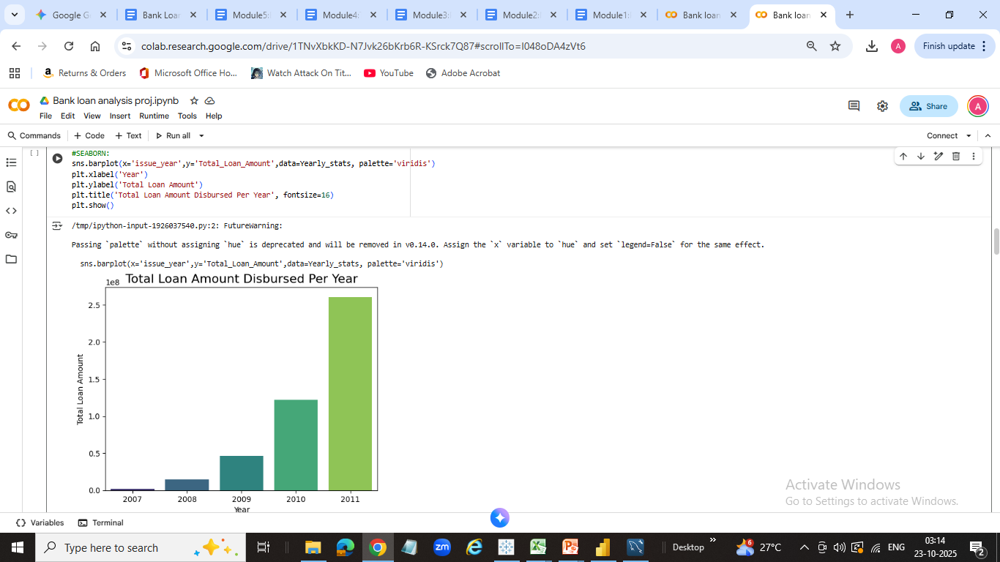 Google G
Bank Loan
Module5:
Module4:
Module3:
Module2:
Module1:
Bank loan
Bank loan
colab.research.google.com/drive/1TNvXbkKD-N7Jvk26bKrb6R-KSrck7Q87#scrollTo=I048oDA4zVt6
A
Finish update
Returns & Orders
Microsoft Office Ho...
Watch Attack On Tit...
YouTube
Adobe Acrobat
Bank loan analysis proj.ipynb
File Edit View Insert Runtime Tools Help
Share
A
Commands + Code + Text Run all
Connect
[ ]
#SEABORN:
sns.barplot(x='issue_year',y='Total_Loan_Amount',data=Yearly_stats, palette='viridis')
plt.xlabel('Year')
plt.ylabel('Total Loan Amount')
plt.title('Total Loan Amount Disbursed Per Year', fontsize=16)
plt.show()
/tmp/ipython-input-1926037540.py:2: FutureWarning:
Passing `palette` without assigning `hue` is deprecated and will be removed in v0.14.0. Assign the `x` variable to `hue` and set `legend=False` for the same effect.
sns.barplot(x='issue_year',y='Total_Loan_Amount',data=Yearly_stats, palette='viridis')
1e8
Total Loan Amount Disbursed Per Year
2.5
2.0
1.5
1.0
0.5
0.0
Total Loan Amount
2007 2008 2009 2010 2011
Year
Activate Windows
Go to Settings to activate Windows.
Variables Terminal
Type here to search
zm
Desktop
6
27°C
ENG
03:14
23-10-2025
2